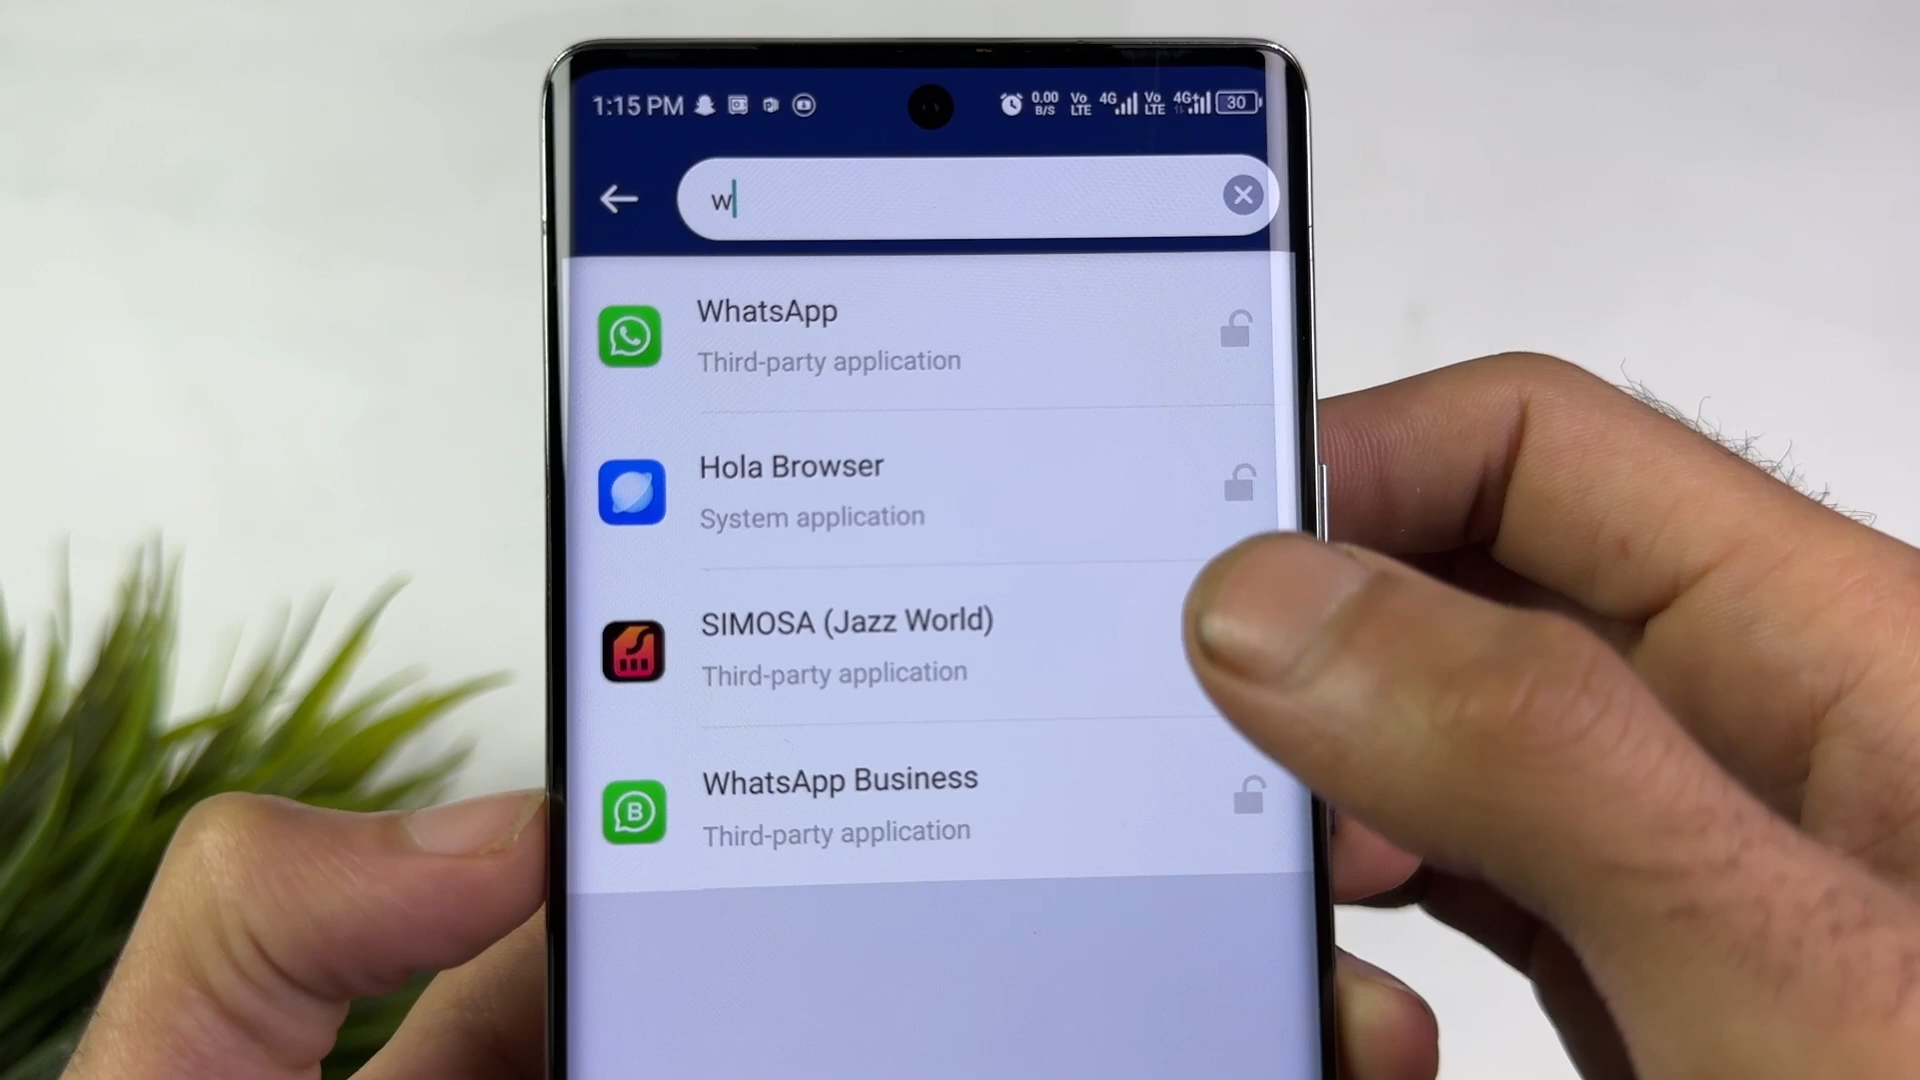 1:15 PM 0.00 B/S Vo LTE 4G Vo LTE 4G+ 30
w
WhatsApp
Third-party application
Hola Browser
System application
SIMOSA (Jazz World)
Third-party application
B
WhatsApp Business
Third-party application